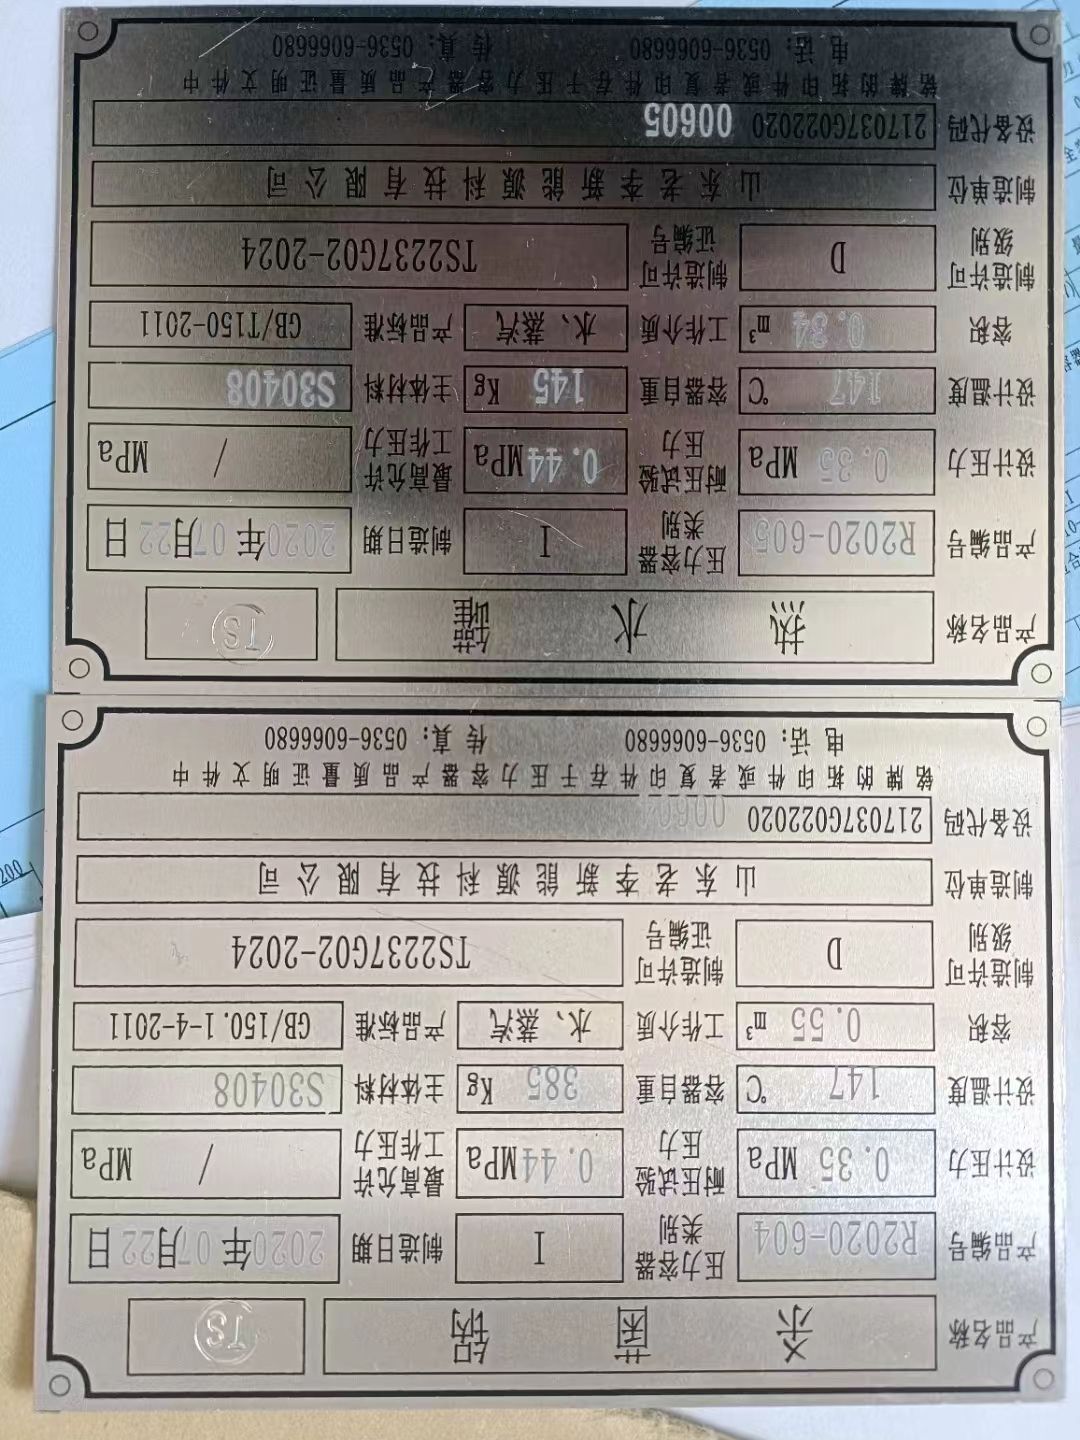 产品名称 杀 菌 锅 TS
产品编号 R2020-604 压力容器类别 I 制造日期 2020年07月22日
设计压力 0.35 MPa 耐压试验压力 0.44MPa 最高允许工作压力 / MPa
设计温度 147 ℃ 容器自重 385 Kg 主体材料 S30408
容积 0.55 m³ 工作介质 水、蒸汽 产品标准 GB/150.1-4-2011
制造许可级别 D 制造许可证编号 TS2237G02-2024
制造单位 山东老李新能源科技有限公司
设备代码 217037G022020 00604
铭牌的拓印件或者复印件存于压力容器产品质量证明文件中
电话: 0536-6066680 传真: 0536-6066680
产品名称 热 水 罐 TS
产品编号 R2020-605 压力容器类别 I 制造日期 2020年07月22日
设计压力 0.35 MPa 耐压试验压力 0.44MPa 最高允许工作压力 / MPa
设计温度 147 ℃ 容器自重 145 Kg 主体材料 S30408
容积 0.34 m³ 工作介质 水、蒸汽 产品标准 GB/T150-2011
制造许可级别 D 制造许可证编号 TS2237G02-2024
制造单位 山东老李新能源科技有限公司
设备代码 217037G022020 00605
铭牌的拓印件或者复印件存于压力容器产品质量证明文件中
电话: 0536-6066680 传真: 0536-6066680
200